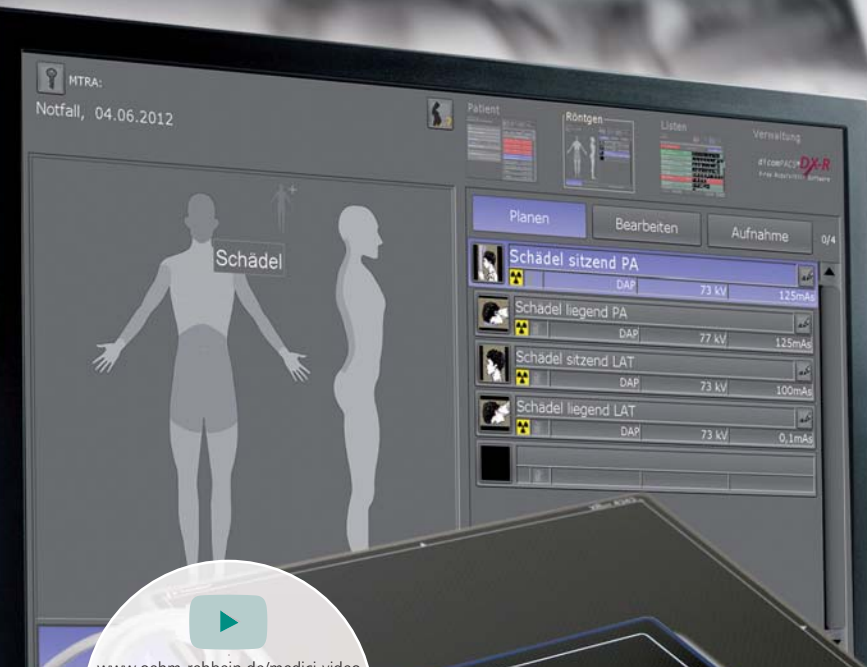 MTRA:
Notfall, 04.06.2012
Patient
Röntgen
Listen
Verwaltung
dicomPACS® DX-R
Schädel
Planen
Bearbeiten
Aufnahme
0/4
Schädel sitzend PA
DAP 73 kV 125mAs
Schädel liegend PA
DAP 77 kV 125mAs
Schädel sitzend LAT
DAP 73 kV 100mAs
Schädel liegend LAT
DAP 73 kV 0,1mAs
www.oehm-rehbein.de/medici-video